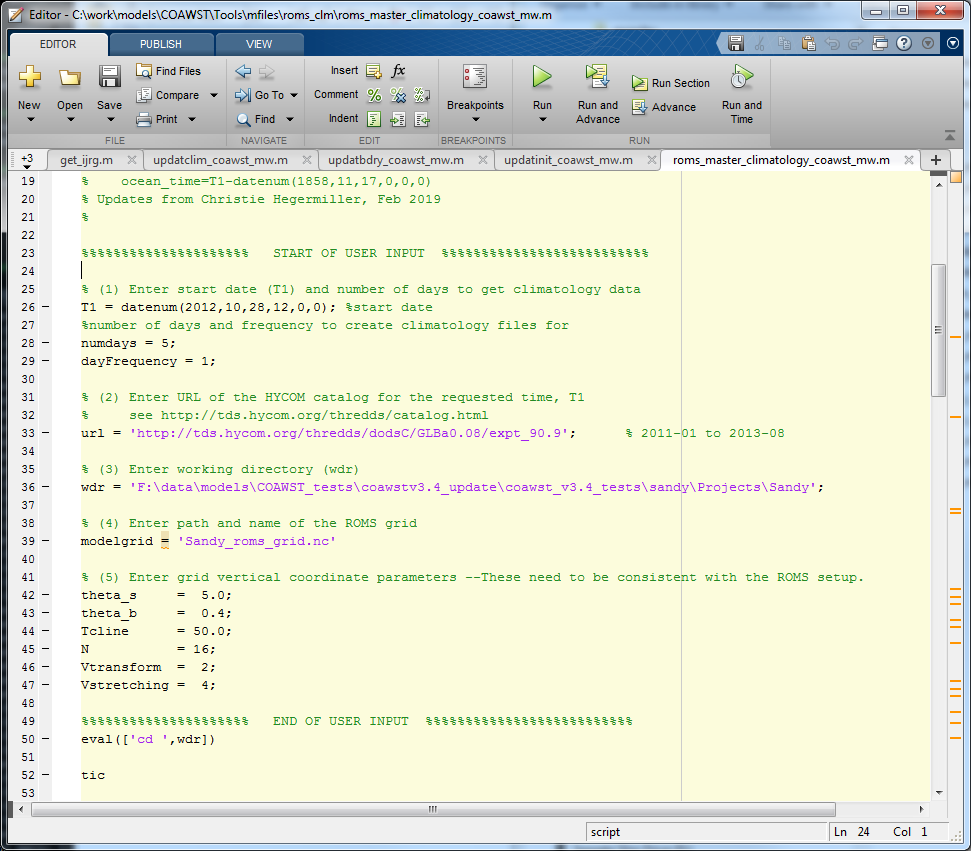 Editor - C:\work\models\COAWST\Tools\mfiles\roms_clm\roms_master_climatology_coawst_mw.m
EDITOR PUBLISH VIEW
New Open Save Find Files Compare Print
FILE
Go To Find
NAVIGATE
Insert fx
Comment % % %
Indent
EDIT
Breakpoints
BREAKPOINTS
Run Run and Advance Run Section Advance Run and Time
RUN
+3 get_ijrg.m updatclim_coawst_mw.m updatbdry_coawst_mw.m updatinit_coawst_mw.m roms_master_climatology_coawst_mw.m +
19 %    ocean_time=T1-datenum(1858,11,17,0,0,0)
20 % Updates from Christie Hegermiller, Feb 2019
21 %
22
23 %%%%%%%%%%%%%%%%%%%%%   START OF USER INPUT  %%%%%%%%%%%%%%%%%%%%%%%%%%
24
25 % (1) Enter start date (T1) and number of days to get climatology data
26 – T1 = datenum(2012,10,28,12,0,0); %start date
27 %number of days and frequency to create climatology files for
28 – numdays = 5;
29 – dayFrequency = 1;
30
31 % (2) Enter URL of the HYCOM catalog for the requested time, T1
32 %     see http://tds.hycom.org/thredds/catalog.html
33 – url = 'http://tds.hycom.org/thredds/dodsC/GLBa0.08/expt_90.9';      % 2011-01 to 2013-08
34
35 % (3) Enter working directory (wdr)
36 – wdr = 'F:\data\models\COAWST_tests\coawstv3.4_update\coawst_v3.4_tests\sandy\Projects\Sandy';
37
38 % (4) Enter path and name of the ROMS grid
39 – modelgrid = 'Sandy_roms_grid.nc'
40
41 % (5) Enter grid vertical coordinate parameters --These need to be consistent with the ROMS setup.
42 – theta_s     =  5.0;
43 – theta_b     =  0.4;
44 – Tcline      = 50.0;
45 – N           = 16;
46 – Vtransform  =  2;
47 – Vstretching =  4;
48
49 %%%%%%%%%%%%%%%%%%%%%   END OF USER INPUT  %%%%%%%%%%%%%%%%%%%%%%%%%%
50 – eval(['cd ',wdr])
51
52 – tic
53
script Ln 24 Col 1